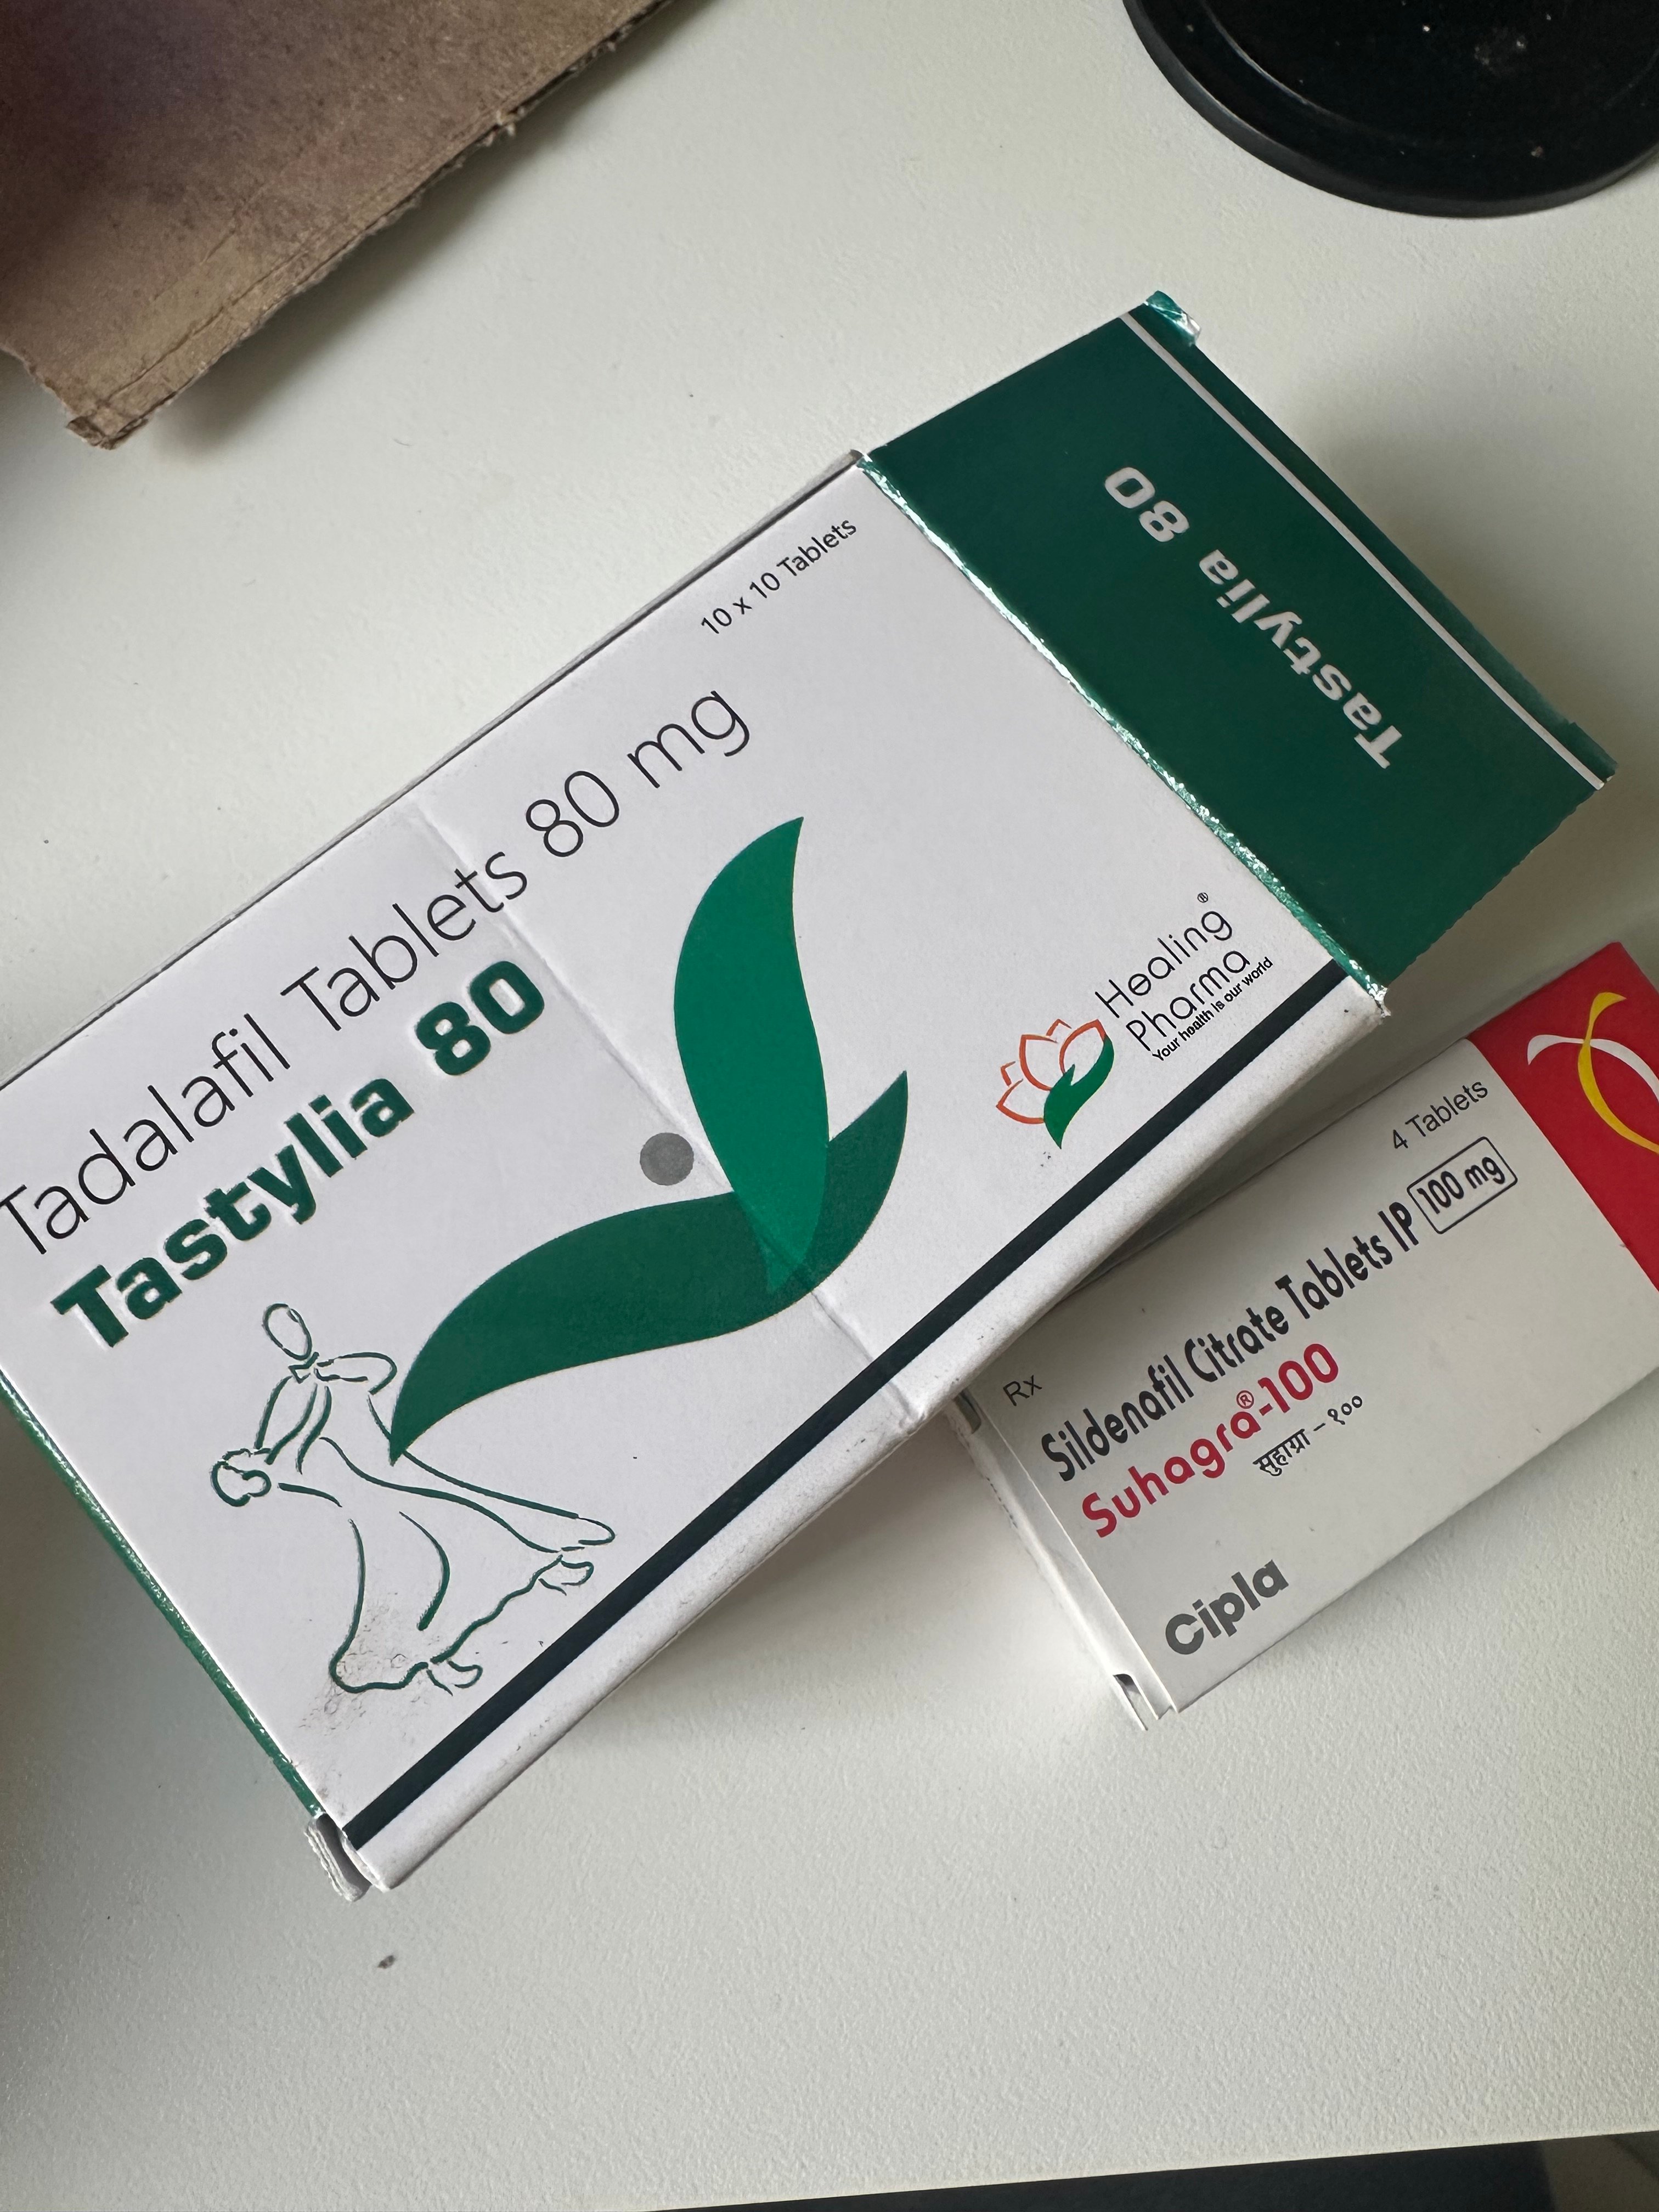 10 x 10 Tablets
Tadalafil Tablets 80 mg
Tastylia 80
Healing®
Pharma
Your health is our world
Tastylia 80
4 Tablets
Rx
Sildenafil Citrate Tablets IP 100 mg
Suhagra®-100
सुहाग्रा – १००
Cipla